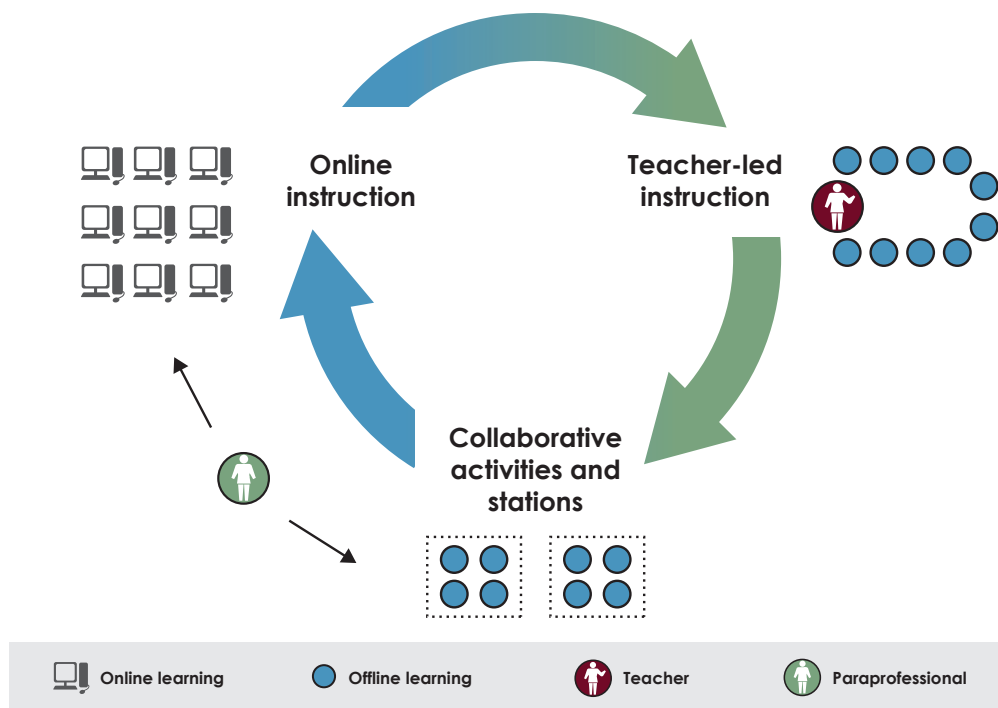 Online
instruction
Teacher-led
instruction
Collaborative
activities and
stations
Online learning
Offline learning
Teacher
Paraprofessional